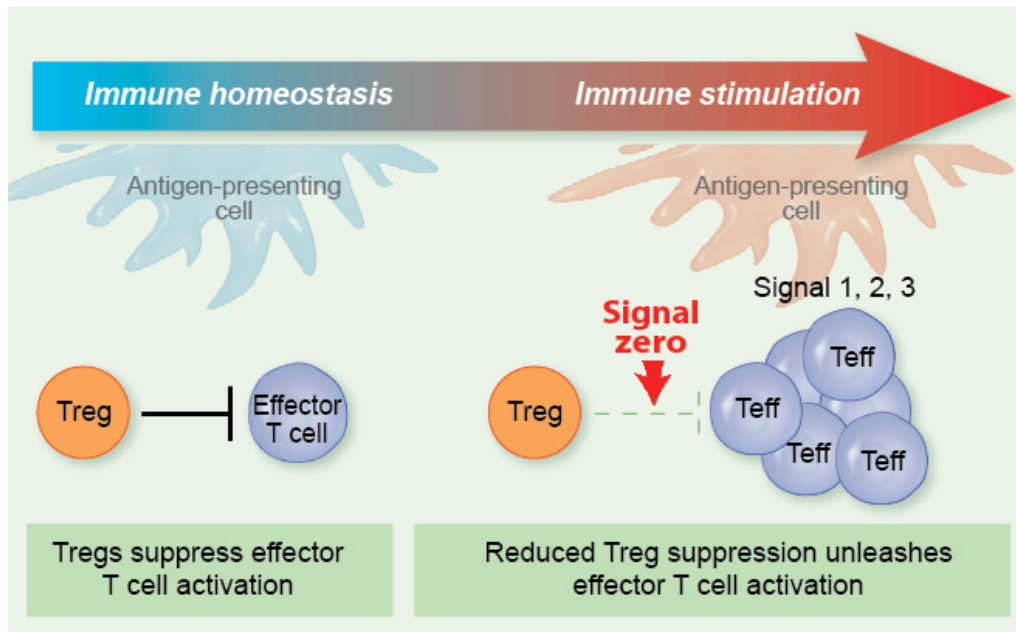 Immune homeostasis
Immune stimulation
Antigen-presenting
cell
Antigen-presenting
cell
Signal 1, 2, 3
Signal
zero
Treg
Effector
T cell
Treg
Teff
Teff
Teff
Teff
Tregs suppress effector
T cell activation
Reduced Treg suppression unleashes
effector T cell activation